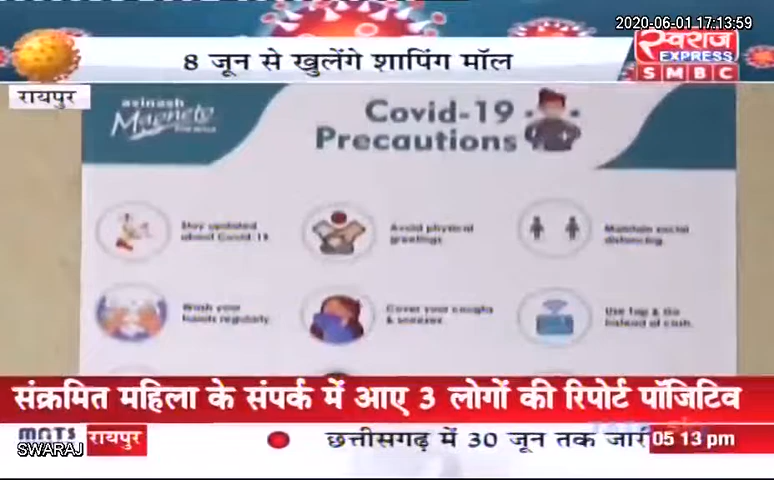 2020-06-01 17:13:59
8 जून से खुलेंगे शापिंग मॉल
स्वराज
EXPRESS
SMBC
रायपुर
avinash
Magneto
Covid-19
Precautions
Stay updated
about Covid-19
Avoid physical
greetings
Maintain social
distancing
Wash your
hands regularly
Cover your coughs
& sneezes
Use Tap & Go
instead of cash
संक्रमित महिला के संपर्क में आए 3 लोगों की रिपोर्ट पॉजिटिव
रायपुर
छत्तीसगढ़ में 30 जून तक जारी
05 13 pm
SWARAJ